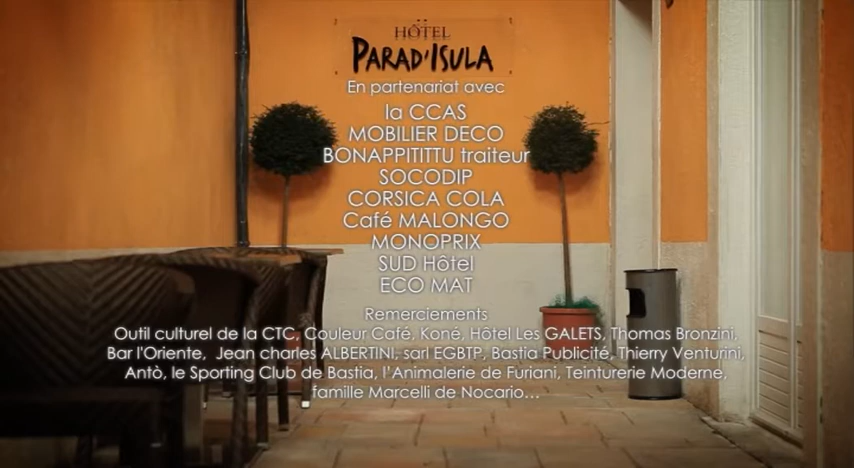 HÔTEL
PARAD'ISULA
En partenariat avec
la CCAS
MOBILIER DECO
BONAPPITITTU traiteur
SOCODIP
CORSICA COLA
Café MALONGO
MONOPRIX
SUD Hôtel
ECO MAT
Remerciements
Outil culturel de la CTC, Couleur Café, Koné, Hôtel Les GALETS, Thomas Bronzini,
Bar l'Oriente, Jean charles ALBERTINI, sarl EGBTP, Bastia Publicité, Thierry Venturini,
Antò, le Sporting Club de Bastia, l'Animalerie de Furiani, Teinturerie Moderne,
famille Marcelli de Nocario...